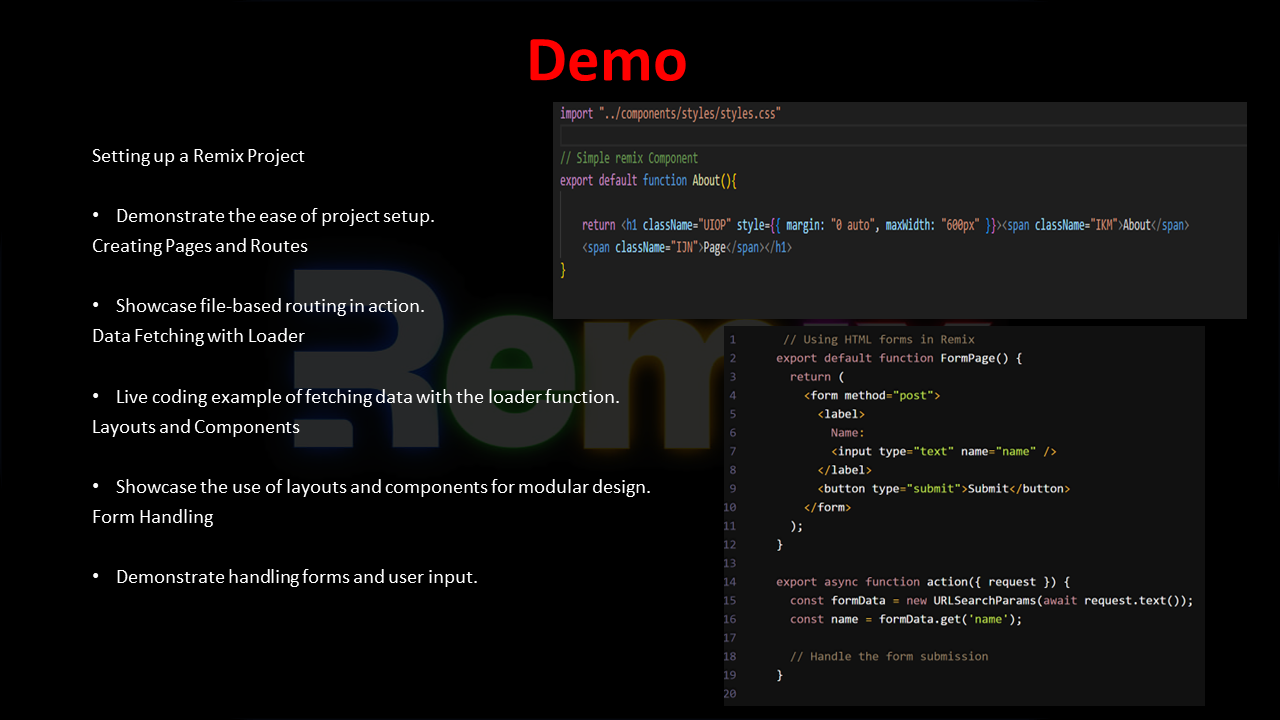 Demo
Setting up a Remix Project
• Demonstrate the ease of project setup.
Creating Pages and Routes
• Showcase file-based routing in action.
Data Fetching with Loader
• Live coding example of fetching data with the loader function.
Layouts and Components
• Showcase the use of layouts and components for modular design.
Form Handling
• Demonstrate handling forms and user input.
import "../components/styles/styles.css"
// Simple remix Component
export default function About(){
return <h1 className="UIOP" style={{ margin: "0 auto", maxWidth: "600px" }}><span className="IKM">About</span>
<span className="IJN">Page</span></h1>
}
1 // Using HTML forms in Remix
2 export default function FormPage() {
3 return (
4 <form method="post">
5 <label>
6 Name:
7 <input type="text" name="name" />
8 </label>
9 <button type="submit">Submit</button>
10 </form>
11 );
12 }
13
14 export async function action({ request }) {
15 const formData = new URLSearchParams(await request.text());
16 const name = formData.get('name');
17
18 // Handle the form submission
19 }
20
Remix